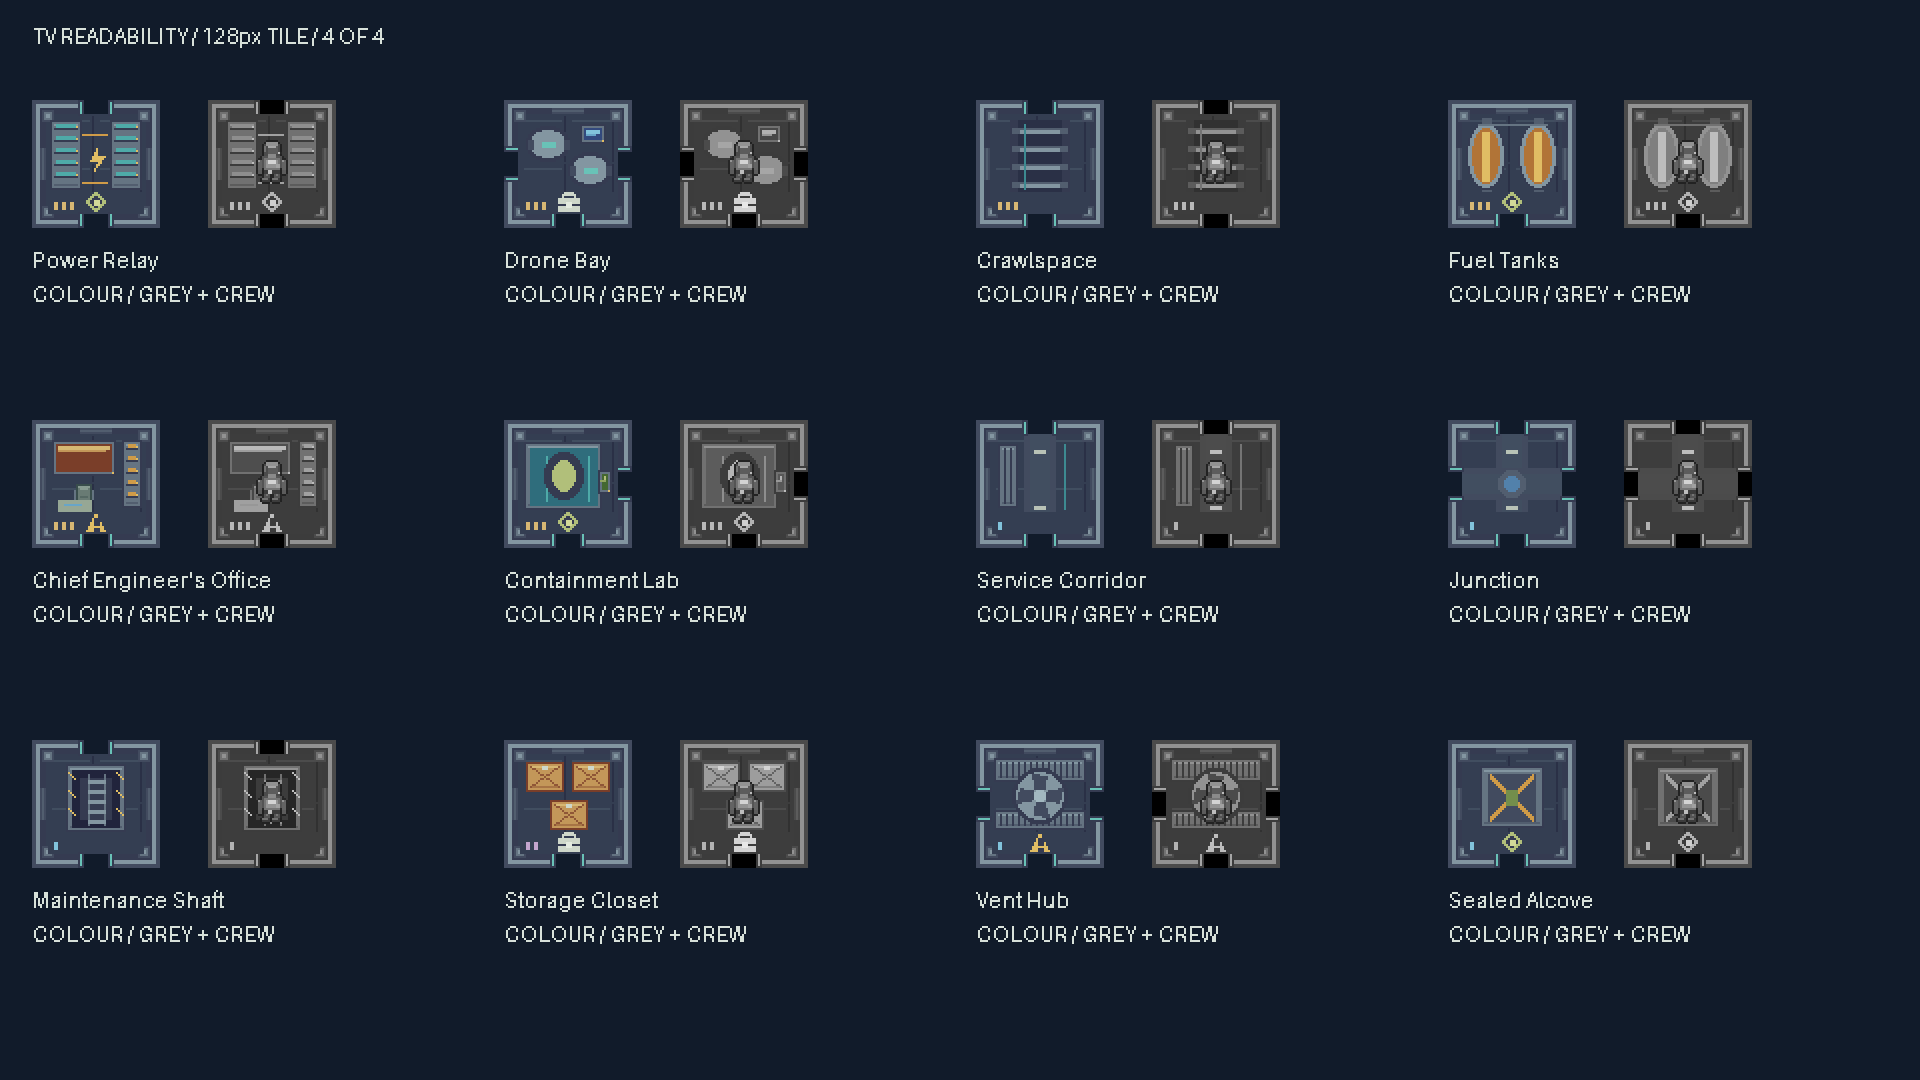 TV READABILITY / 128px TILE / 4 OF 4
Power Relay
COLOUR / GREY + CREW
Drone Bay
COLOUR / GREY + CREW
Crawlspace
COLOUR / GREY + CREW
Fuel Tanks
COLOUR / GREY + CREW
Chief Engineer's Office
COLOUR / GREY + CREW
Containment Lab
COLOUR / GREY + CREW
Service Corridor
COLOUR / GREY + CREW
Junction
COLOUR / GREY + CREW
Maintenance Shaft
COLOUR / GREY + CREW
Storage Closet
COLOUR / GREY + CREW
Vent Hub
COLOUR / GREY + CREW
Sealed Alcove
COLOUR / GREY + CREW